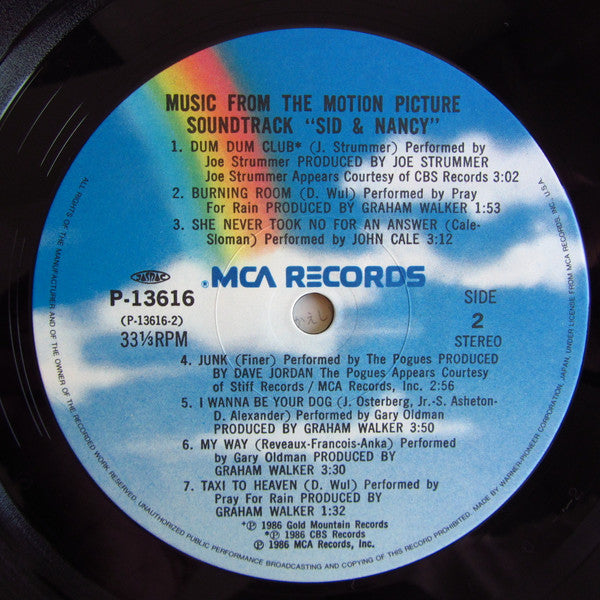 MUSIC FROM THE MOTION PICTURE
SOUNDTRACK "SID & NANCY"
1. DUM DUM CLUB* (J. Strummer) Performed by
Joe Strummer PRODUCED BY JOE STRUMMER
Joe Strummer Appears Courtesy of CBS Records 3:02
2. BURNING ROOM (D. Wul) Performed by Pray
For Rain PRODUCED BY GRAHAM WALKER 1:53
3. SHE NEVER TOOK NO FOR AN ANSWER (Cale-
Sloman) Performed by JOHN CALE 3:12
JASRAC
MCA RECORDS
P-13616
(P-13616-2)
33⅓RPM
SIDE
2
STEREO
かえし
4. JUNK (Finer) Performed by The Pogues PRODUCED
BY DAVE JORDAN The Pogues Appears Courtesy
of Stiff Records / MCA Records, Inc. 2:56
5. I WANNA BE YOUR DOG (J. Osterberg, Jr.-S. Asheton-
D. Alexander) Performed by Gary Oldman
PRODUCED BY GRAHAM WALKER 3:50
6. MY WAY (Reveaux-Francois-Anka) Performed
by Gary Oldman PRODUCED BY
GRAHAM WALKER 3:30
7. TAXI TO HEAVEN (D. Wul) Performed by
Pray For Rain PRODUCED BY
GRAHAM WALKER 1:32
*℗ 1986 Gold Mountain Records
*℗ 1986 CBS Records
℗ 1986 MCA Records, Inc.
ALL RIGHTS OF THE MANUFACTURER AND OF THE OWNER OF THE RECORDED WORK RESERVED. UNAUTHORIZED PUBLIC PERFORMANCE BROADCASTING AND COPYING OF THIS RECORD PROHIBITED. MADE BY WARNER-PIONEER CORPORATION, JAPAN, UNDER LICENSE FROM MCA RECORDS INC., U.S.A.